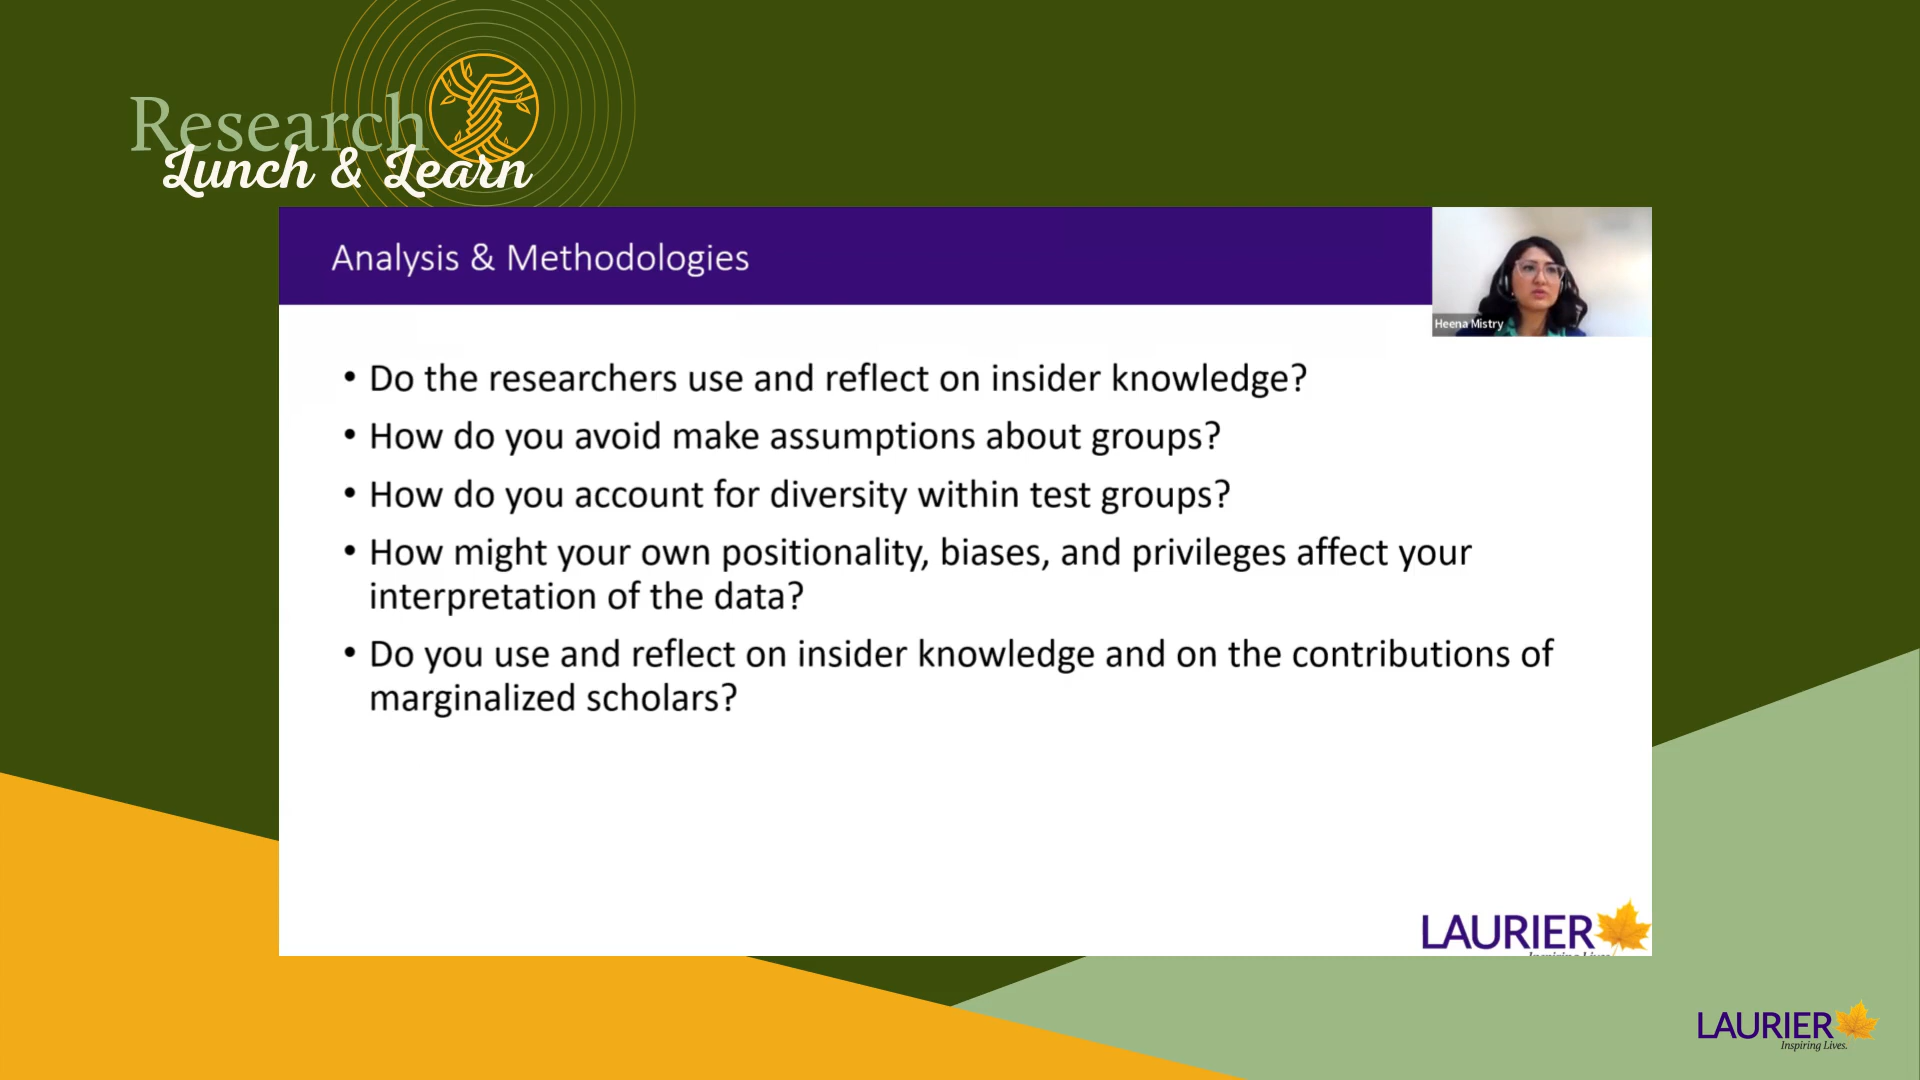 Research
Lunch & Learn
Analysis & Methodologies
Heena Mistry
• Do the researchers use and reflect on insider knowledge?
• How do you avoid make assumptions about groups?
• How do you account for diversity within test groups?
• How might your own positionality, biases, and privileges affect your
interpretation of the data?
• Do you use and reflect on insider knowledge and on the contributions of
marginalized scholars?
LAURIER
Inspiring Lives
LAURIER
Inspiring Lives.